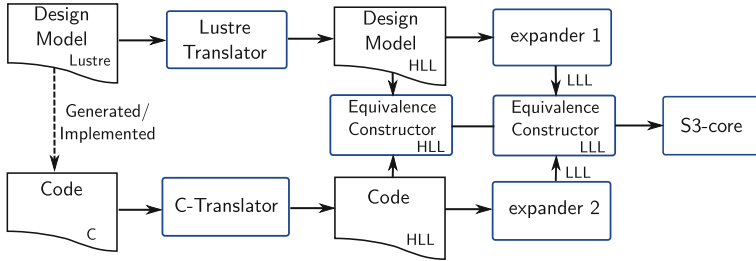 Design
Model
Lustre
Lustre
Translator
Design
Model
HLL
expander 1
LLL
Generated/
Implemented
Equivalence
Constructor
HLL
Equivalence
Constructor
LLL
S3-core
LLL
Code
C
C-Translator
Code
HLL
expander 2